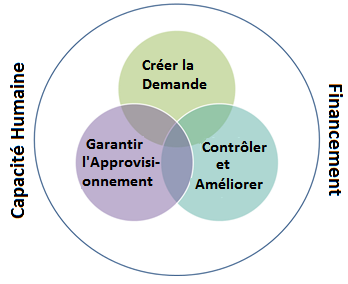 Créer la
Demande
Capacité Humaine
Financement
Garantir
l'Approvisi-
onnement
Contrôler
et
Améliorer